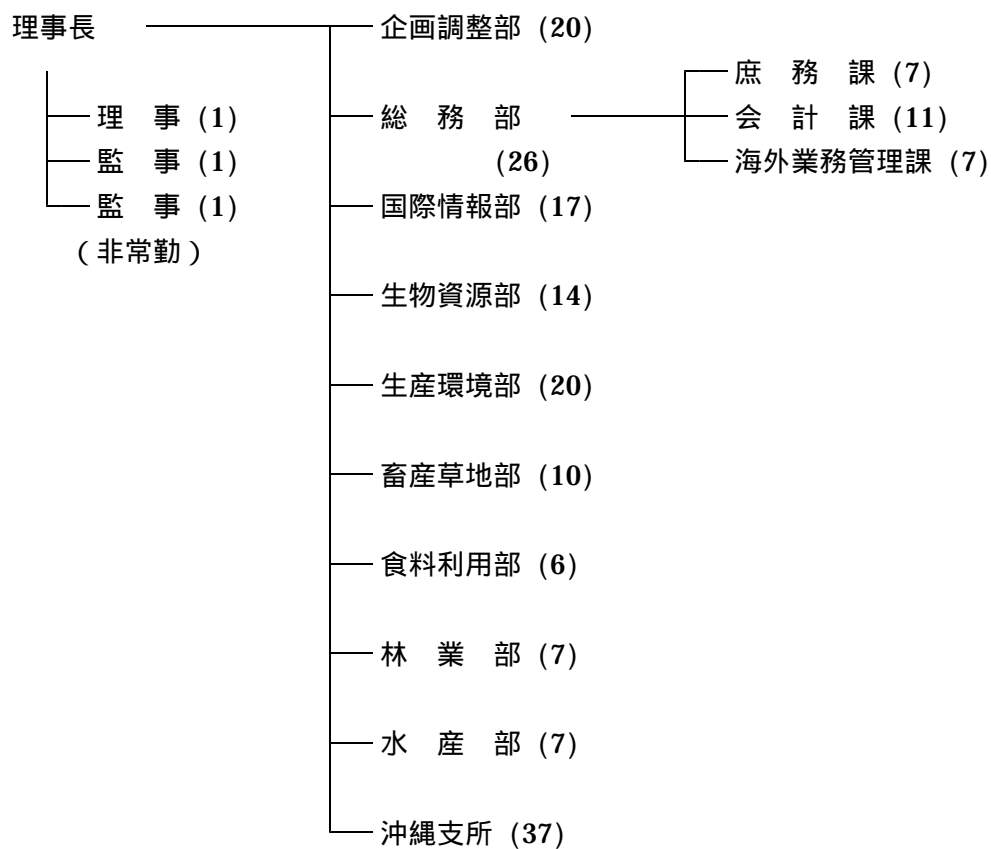 理事長 企画調整部 (20)
庶 務 課 (7)
理 事 (1) 総 務 部 会 計 課 (11)
監 事 (1) (26) 海外業務管理課 (7)
監 事 (1) 国際情報部 (17)
(非常勤)
生物資源部 (14)
生産環境部 (20)
畜産草地部 (10)
食料利用部 (6)
林 業 部 (7)
水 産 部 (7)
沖縄支所 (37)